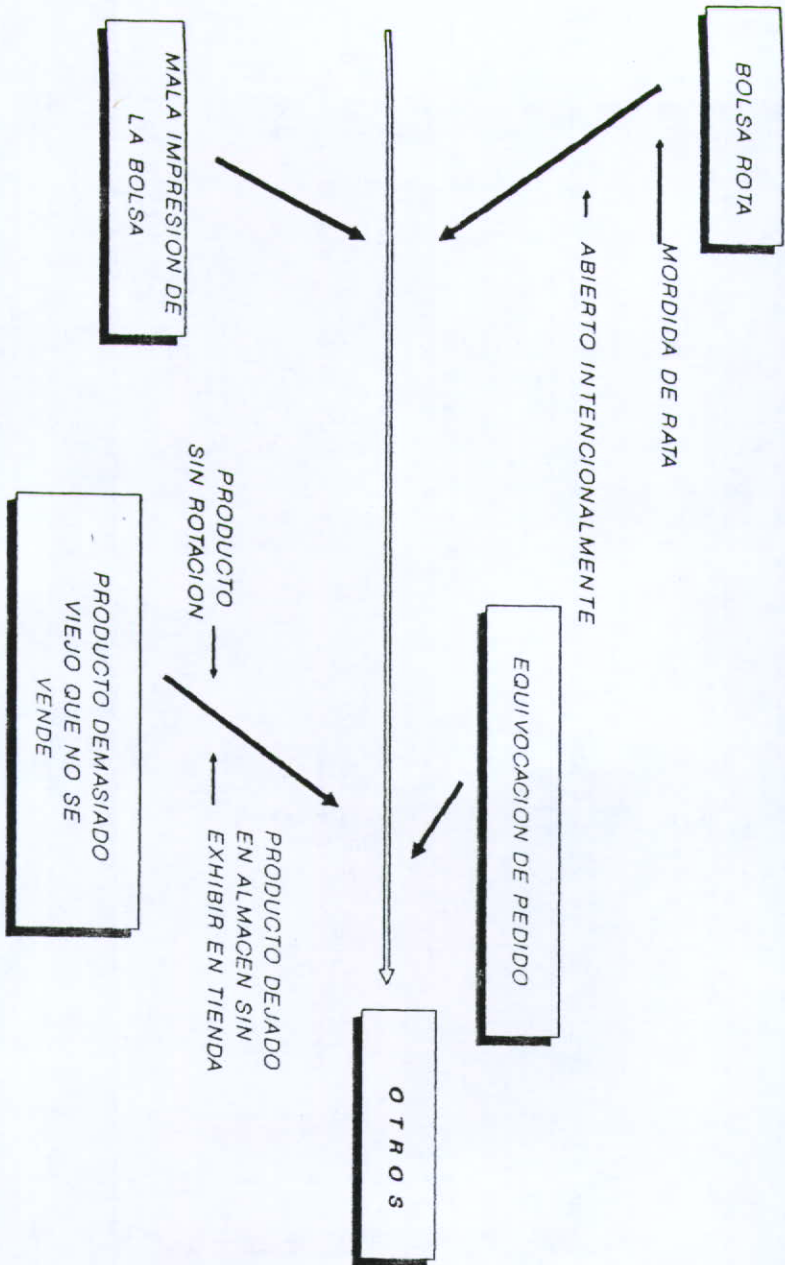 BOLSA ROTA
MORDIDA DE RATA
ABIERTO INTENCIONALMENTE
EQUIVOCACION DE PEDIDO
OTROS
MALA IMPRESION DE
LA BOLSA
PRODUCTO
SIN ROTACION
PRODUCTO DEJADO
EN ALMACEN SIN
EXHIBIR EN TIENDA
PRODUCTO DEMASIADO
VIEJO QUE NO SE
VENDE